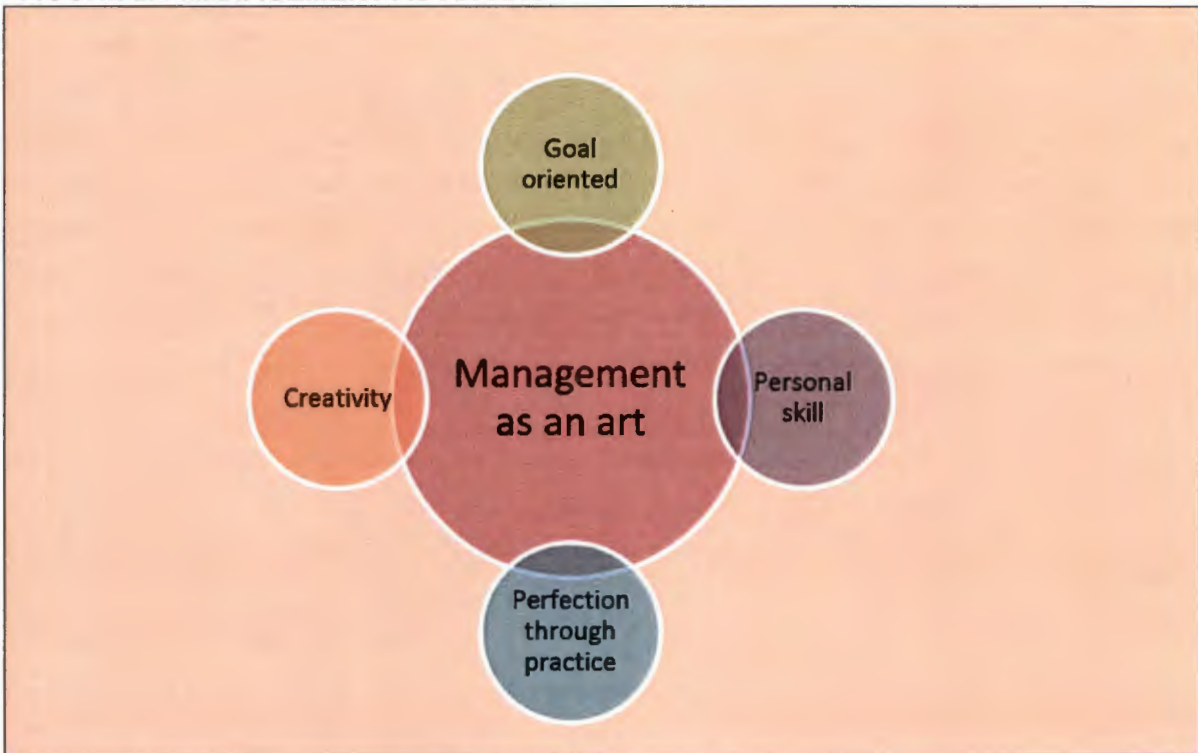 Goal
oriented
Creativity
Management
as an art
Personal
skill
Perfection
through
practice